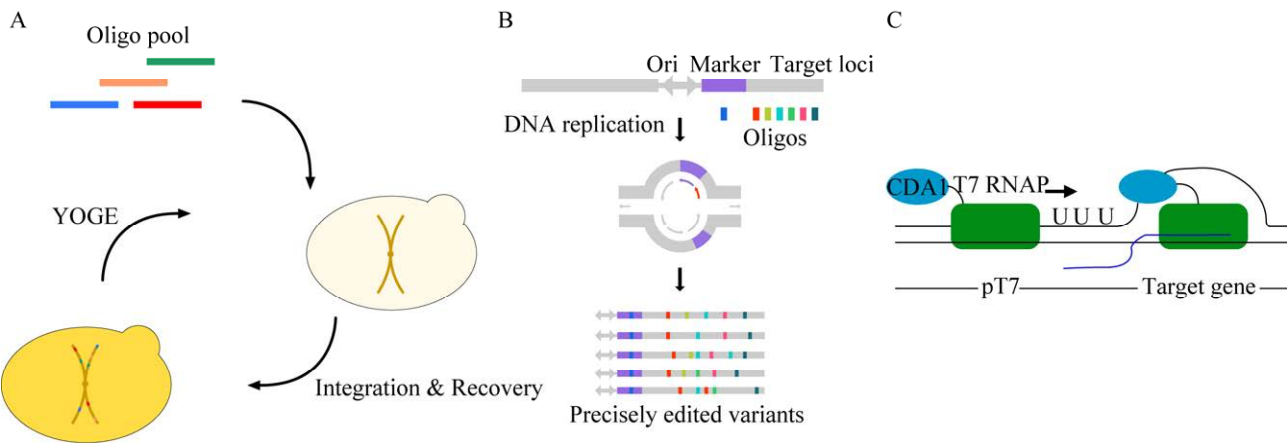 A
Oligo pool
YOGE
Integration & Recovery
B
Ori Marker Target loci
DNA replication
Oligos
Precisely edited variants
C
CDA1 T7 RNAP
U U U
pT7 Target gene